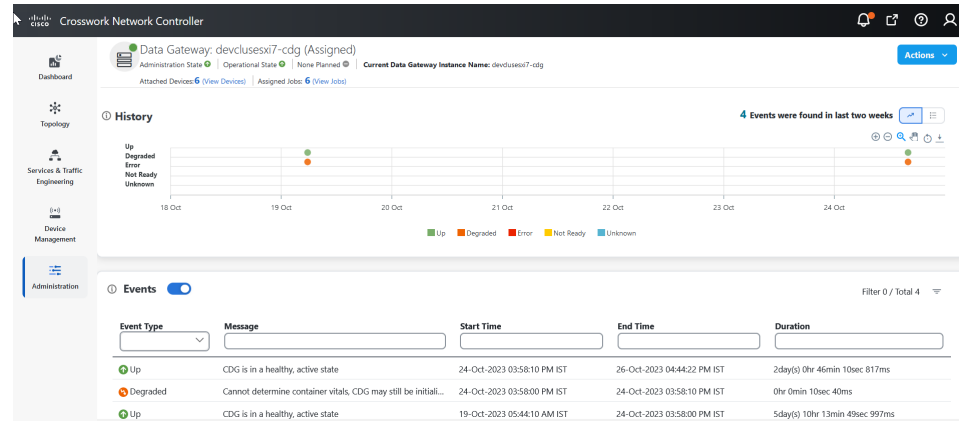 cisco Crosswork Network Controller
Data Gateway: devclusesxi7-cdg (Assigned)
Administration State Operational State None Planned Current Data Gateway Instance Name: devclusesxi7-cdg
Attached Devices:6 (View Devices) Assigned Jobs: 6 (View Jobs)
Actions
Dashboard
Topology
Services & Traffic
Engineering
Device
Management
Administration
History
4 Events were found in last two weeks
Up
Degraded
Error
Not Ready
Unknown
18 Oct 19 Oct 20 Oct 21 Oct 22 Oct 23 Oct 24 Oct
Up Degraded Error Not Ready Unknown
Events
Filter 0 / Total 4
Event Type Message Start Time End Time Duration
Up CDG is in a healthy, active state 24-Oct-2023 03:58:10 PM IST 26-Oct-2023 04:44:22 PM IST 2day(s) 0hr 46min 10sec 817ms
Degraded Cannot determine container vitals, CDG may still be initiali... 24-Oct-2023 03:58:00 PM IST 24-Oct-2023 03:58:10 PM IST 0hr 0min 10sec 40ms
Up CDG is in a healthy, active state 19-Oct-2023 05:44:10 AM IST 24-Oct-2023 03:58:00 PM IST 5day(s) 10hr 13min 49sec 997ms